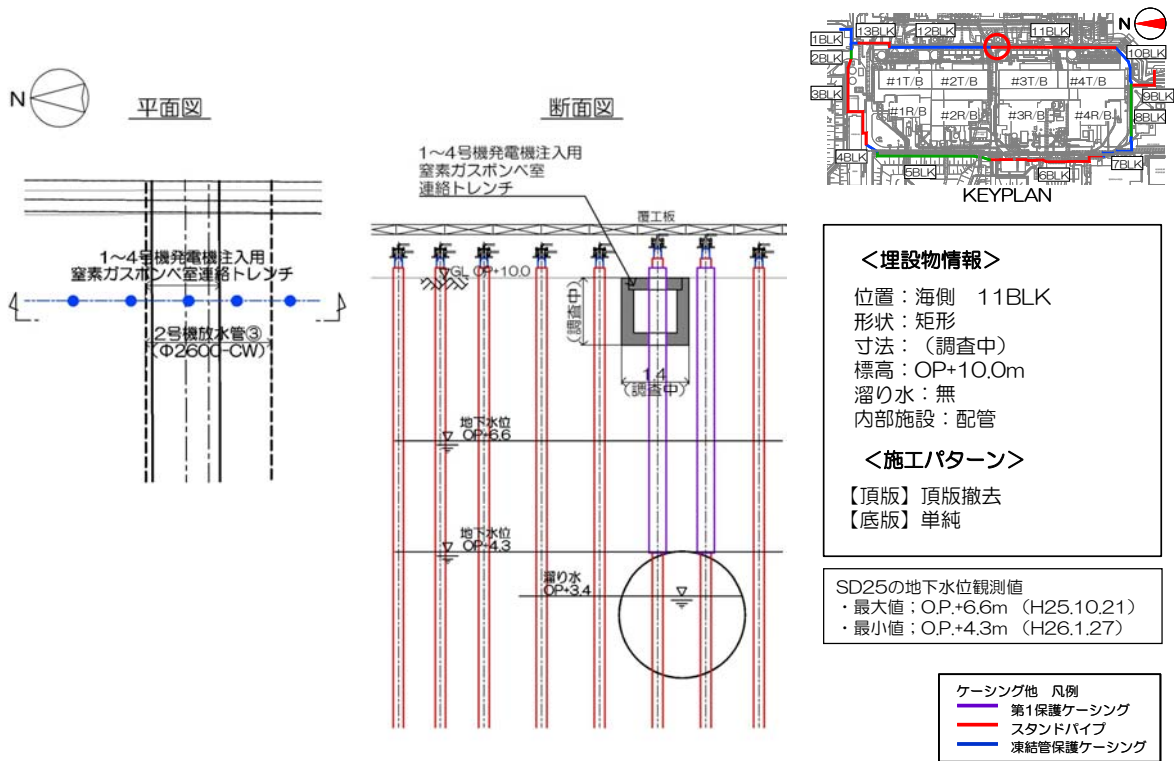 N
平面図
1～4号機発電機注入用
窒素ガスボンベ室連絡トレンチ
2号機放水管③
(Φ2600-CW)
断面図
1～4号機発電機注入用
窒素ガスボンベ室
連絡トレンチ
覆工板
GL OP+10.0
(調査中)
1.4
(調査中)
地下水位
OP+6.6
地下水位
OP+4.3
溜り水
OP+3.4
N
1BLK
13BLK
12BLK
11BLK
2BLK
10BLK
#1T/B
#2T/B
#3T/B
#4T/B
3BLK
9BLK
#1R/B
#2R/B
#3R/B
#4R/B
8BLK
4BLK
5BLK
6BLK
7BLK
KEYPLAN
＜埋設物情報＞
位置：海側 11BLK
形状：矩形
寸法：（調査中）
標高：OP+10.0m
溜り水：無
内部施設：配管
＜施工パターン＞
【頂版】頂版撤去
【底版】単純
SD25の地下水位観測値
・最大値；O.P.+6.6m （H25.10.21）
・最小値；O.P.+4.3m （H26.1.27）
ケーシング他 凡例
第1保護ケーシング
スタンドパイプ
凍結管保護ケーシング